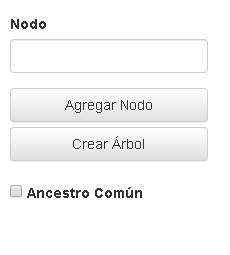 Nodo
Agregar Nodo
Crear Árbol
Ancestro Común